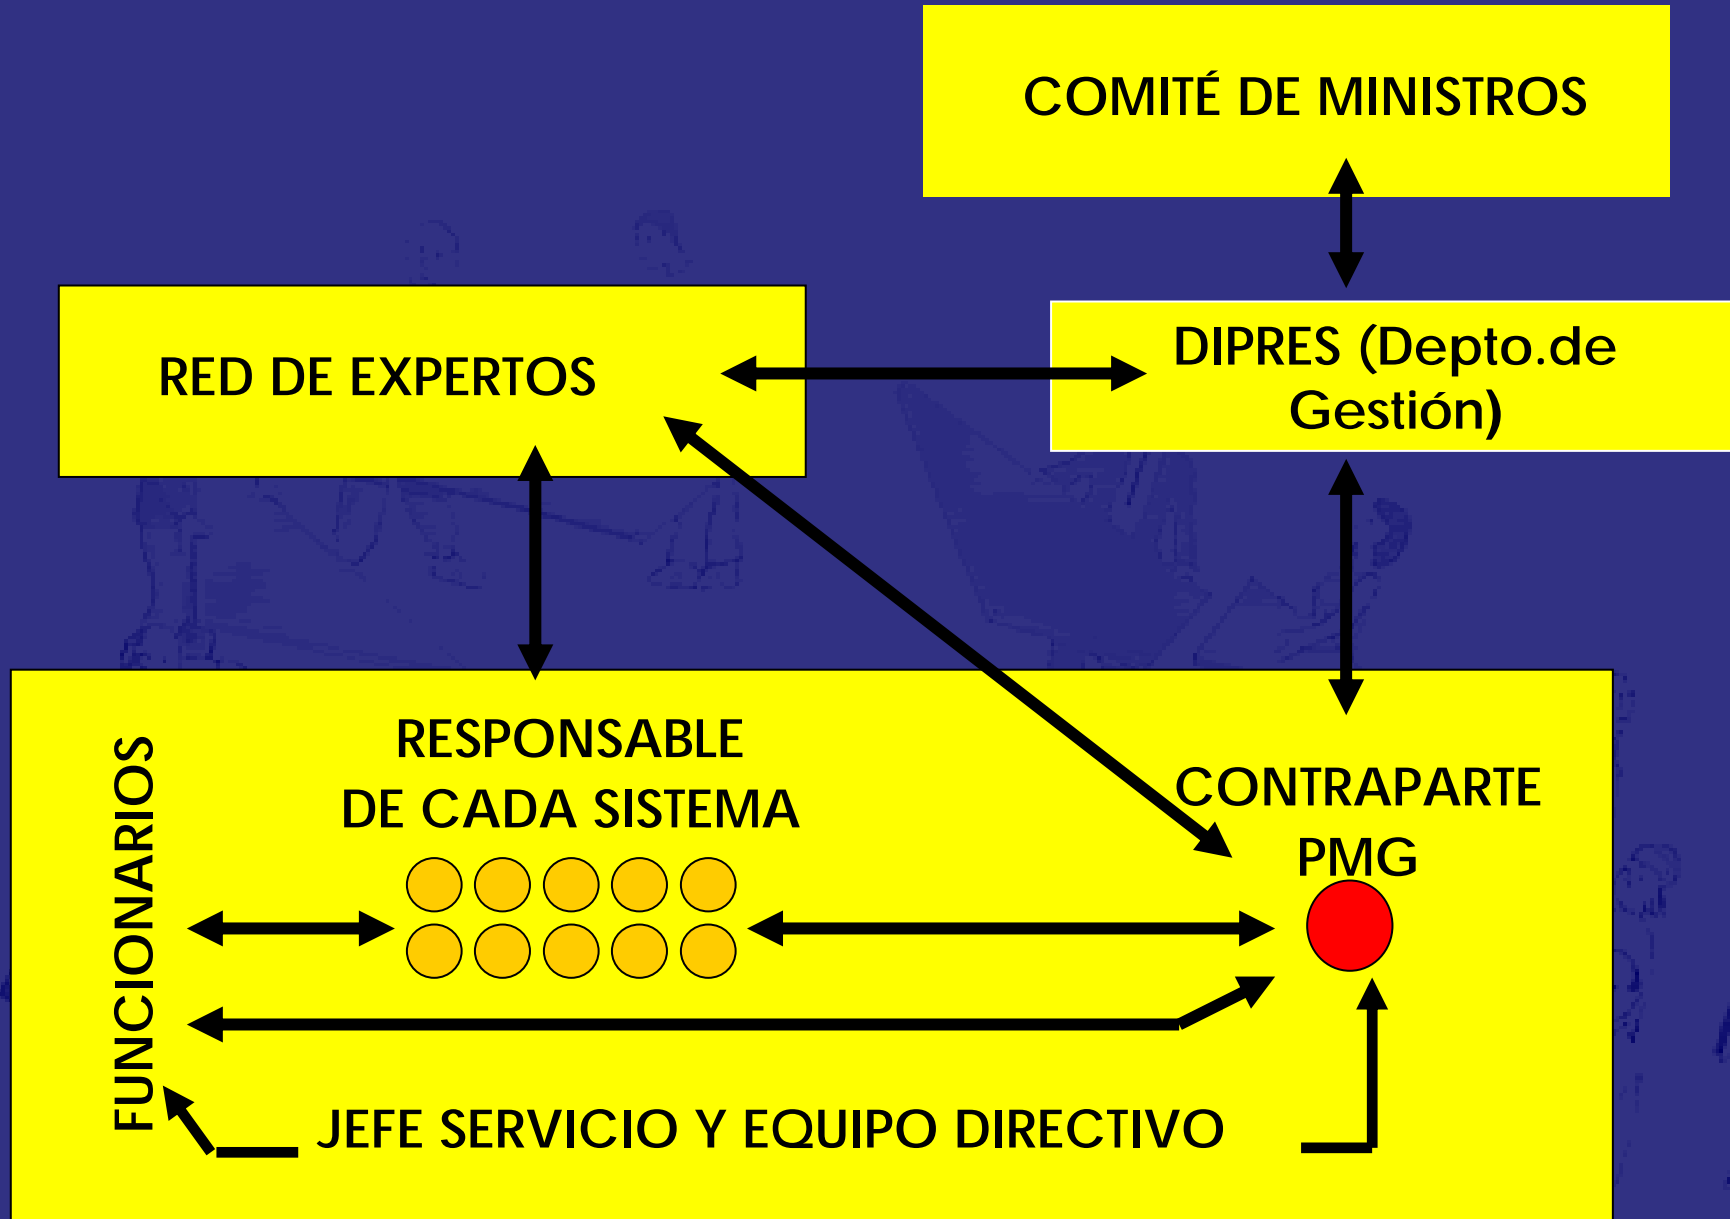 COMITÉ DE MINISTROS
RED DE EXPERTOS
DIPRES (Depto.de
Gestión)
RESPONSABLE
DE CADA SISTEMA
CONTRAPARTE
PMG
FUNCIONARIOS
JEFE SERVICIO Y EQUIPO DIRECTIVO